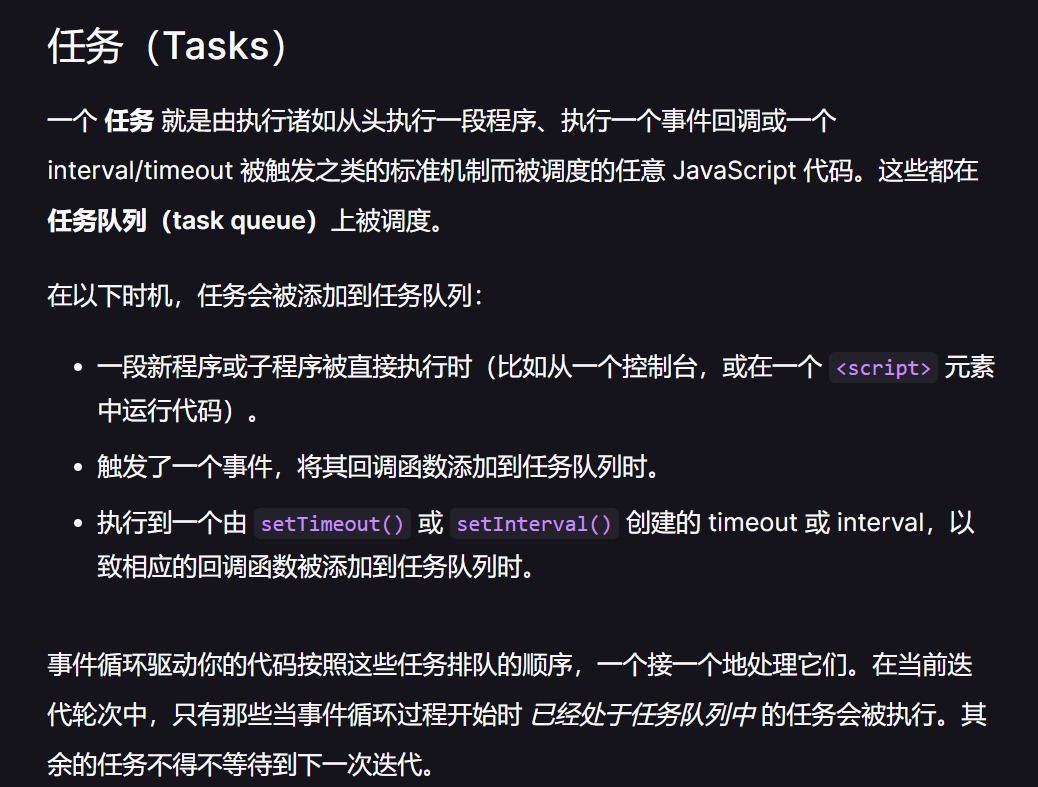 任务（Tasks）
一个 任务 就是由执行诸如从头执行一段程序、执行一个事件回调或一个
interval/timeout 被触发之类的标准机制而被调度的任意 JavaScript 代码。这些都在
任务队列（task queue）上被调度。
在以下时机，任务会被添加到任务队列：
• 一段新程序或子程序被直接执行时（比如从一个控制台，或在一个 <script> 元素
中运行代码）。
• 触发了一个事件，将其回调函数添加到任务队列时。
• 执行到一个由 setTimeout() 或 setInterval() 创建的 timeout 或 interval，以
致相应的回调函数被添加到任务队列时。
事件循环驱动你的代码按照这些任务排队的顺序，一个接一个地处理它们。在当前迭
代轮次中，只有那些当事件循环过程开始时 已经处于任务队列中 的任务会被执行。其
余的任务不得不等待到下一次迭代。